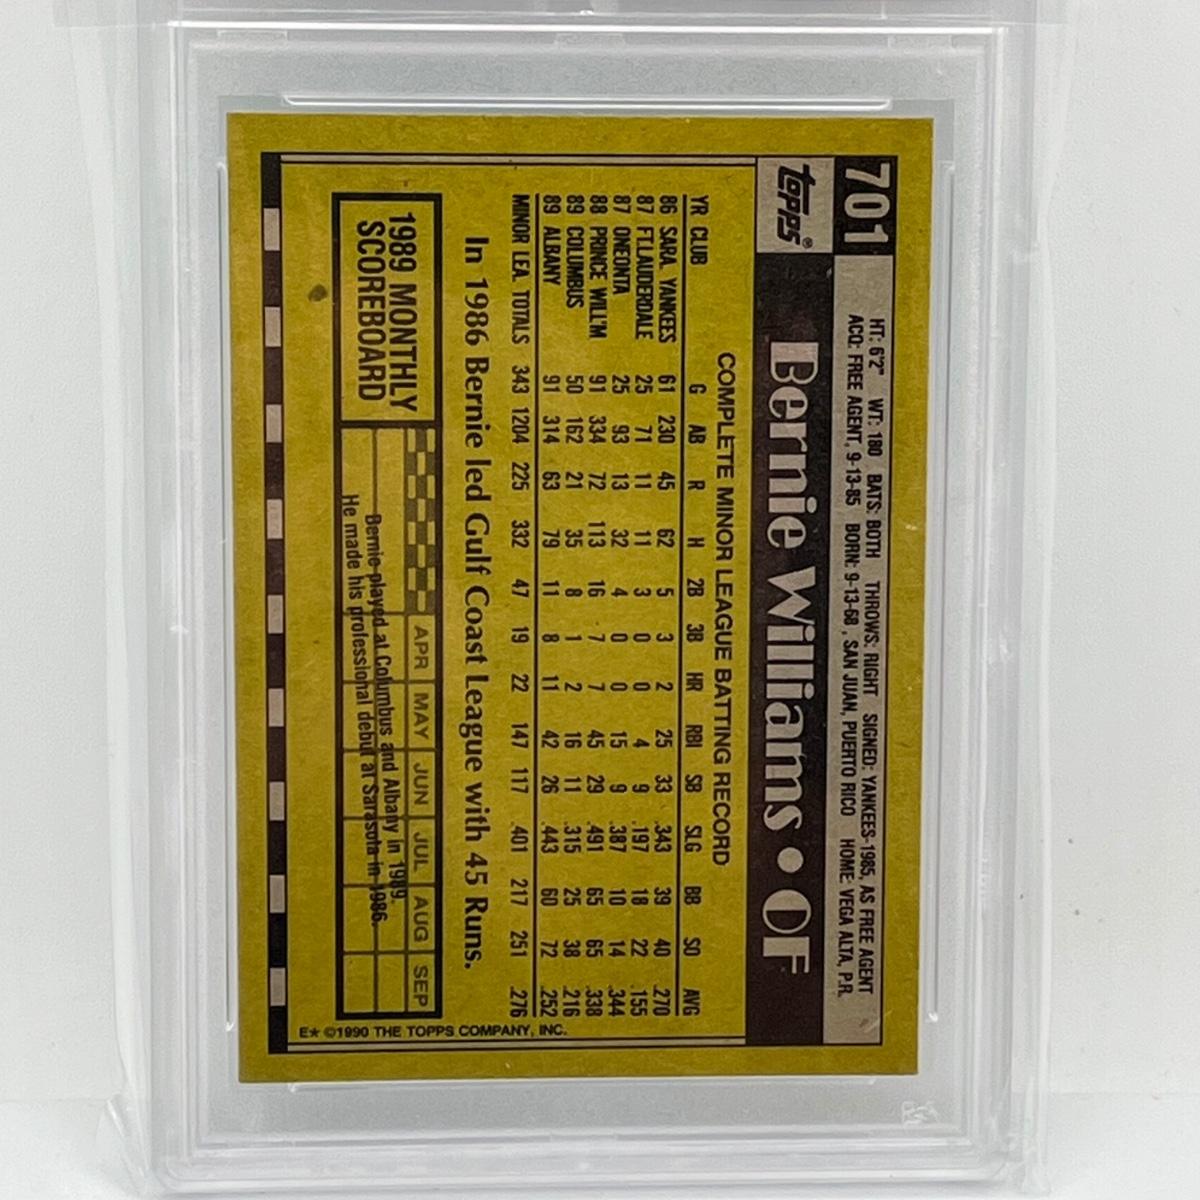 701
HT: 6'2" WT: 180 BATS: BOTH THROWS: RIGHT SIGNED: YANKEES-1985, AS FREE AGENT
ACQ: FREE AGENT, 9-13-85 BORN: 9-13-68, SAN JUAN, PUERTO RICO HOME: VEGA ALTA, P.R.
topps®
Bernie Williams • OF
COMPLETE MINOR LEAGUE BATTING RECORD
YR CLUB G AB R H 2B 3B HR RBI SB SLG BB SO AVG
86 SARA. YANKEES 61 230 45 62 5 3 2 25 33 .343 39 40 .270
87 FT.LAUDERDALE 25 71 11 11 3 0 0 4 9 .197 18 22 .155
87 ONEONTA 25 93 13 32 4 0 0 15 9 .387 10 14 .344
88 PRINCE WILL'M 91 334 72 113 16 7 7 45 29 .491 65 65 .338
89 COLUMBUS 50 162 21 35 8 1 2 16 11 .315 25 38 .216
89 ALBANY 91 314 63 79 11 8 11 42 26 .443 60 72 .252
MINOR LEA. TOTALS 343 1204 225 332 47 19 22 147 117 .401 217 251 .276
In 1986 Bernie led Gulf Coast League with 45 Runs.
1989 MONTHLY
SCOREBOARD
APR MAY JUN JUL AUG SEP
Bernie played at Columbus and Albany in 1989.
He made his professional debut at Sarasota in 1986.
E★ ©1990 THE TOPPS COMPANY, INC.